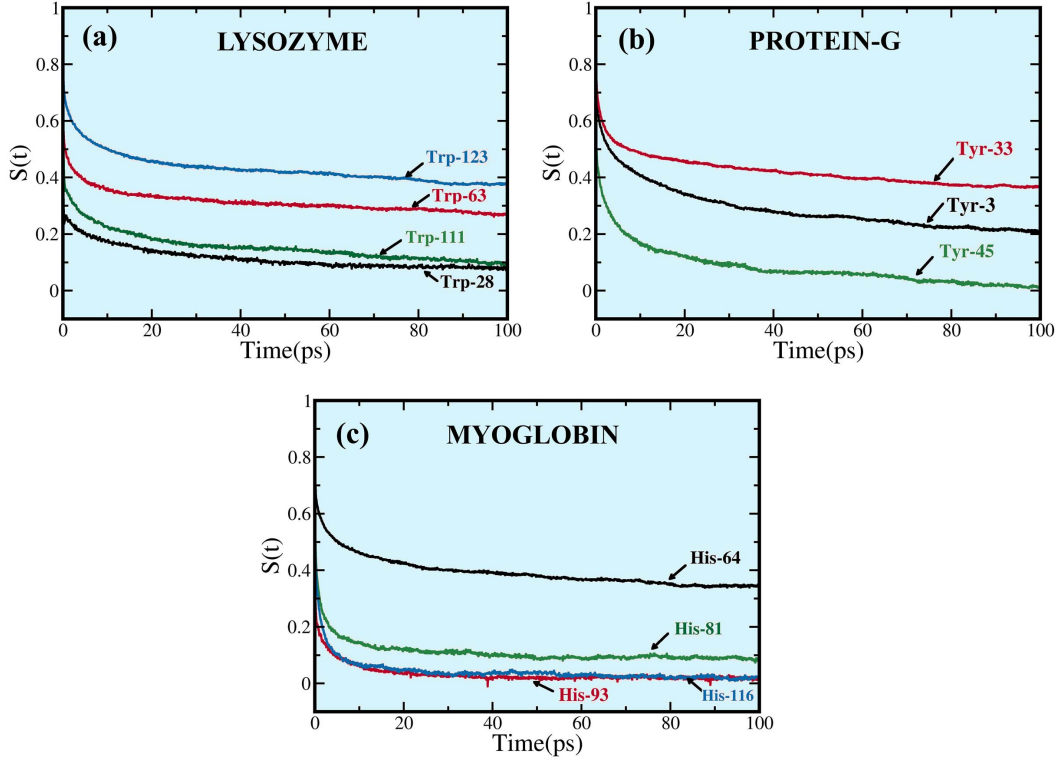 (a)
LYSOZYME
S(t)
1
0.8
0.6
0.4
0.2
0
Trp-123
Trp-63
Trp-111
Trp-28
0 20 40 60 80 100
Time(ps)
(b)
PROTEIN-G
S(t)
1
0.8
0.6
0.4
0.2
0
Tyr-33
Tyr-3
Tyr-45
0 20 40 60 80 100
Time(ps)
(c)
MYOGLOBIN
S(t)
1
0.8
0.6
0.4
0.2
0
His-64
His-81
His-93
His-116
0 20 40 60 80 100
Time(ps)